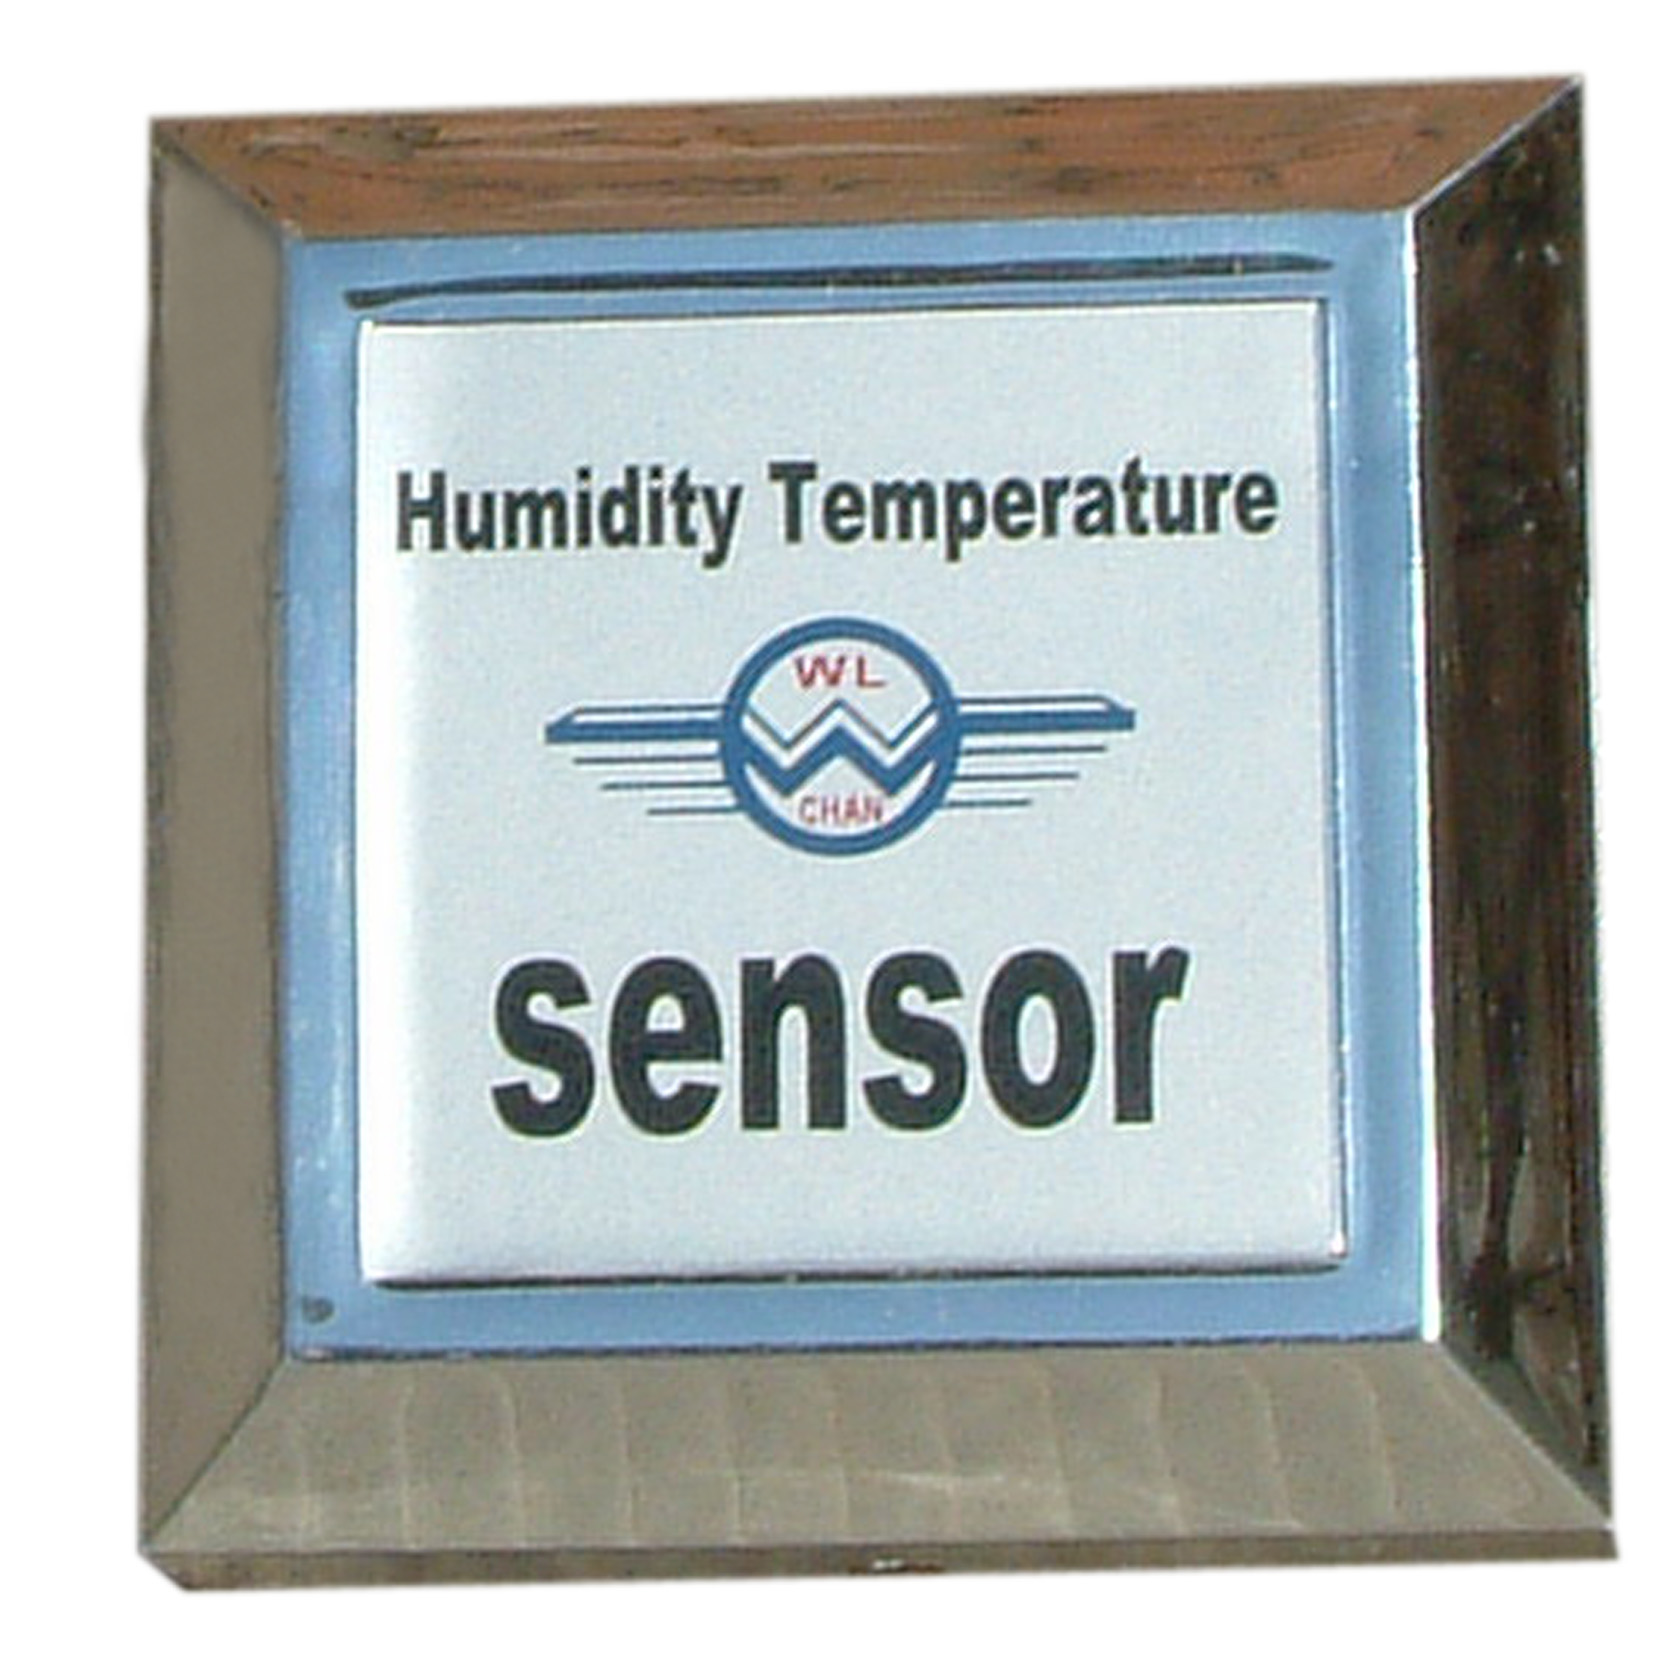 Humidity Temperature
WL
CHAN
sensor